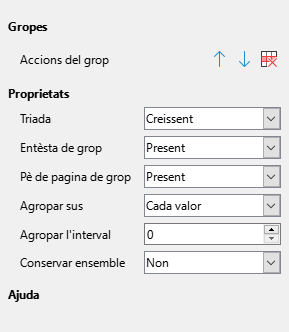 Gropes
Accions del grop
Proprietats
Triada Creissent
Entèsta de grop Present
Pè de pagina de grop Present
Agropar sus Cada valor
Agropar l'interval 0
Conservar ensemble Non
Ajuda